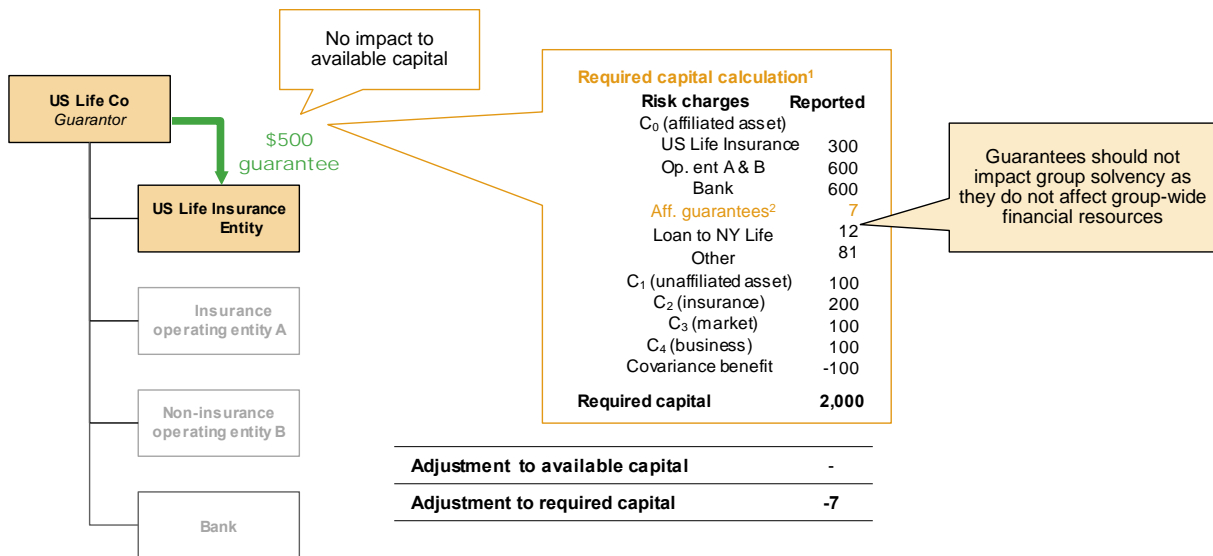 No impact to
available capital
US Life Co
Guarantor
$500
guarantee
US Life Insurance
Entity
Insurance
operating entity A
Non-insurance
operating entity B
Bank
Required capital calculation1
Risk charges Reported
C0 (affiliated asset)
US Life Insurance 300
Op. ent A & B 600
Bank 600
Aff. guarantees2 7
Loan to NY Life 12
Other 81
C1 (unaffiliated asset) 100
C2 (insurance) 200
C3 (market) 100
C4 (business) 100
Covariance benefit -100
Required capital 2,000
Guarantees should not
impact group solvency as
they do not affect group-wide
financial resources
Adjustment to available capital -
Adjustment to required capital -7